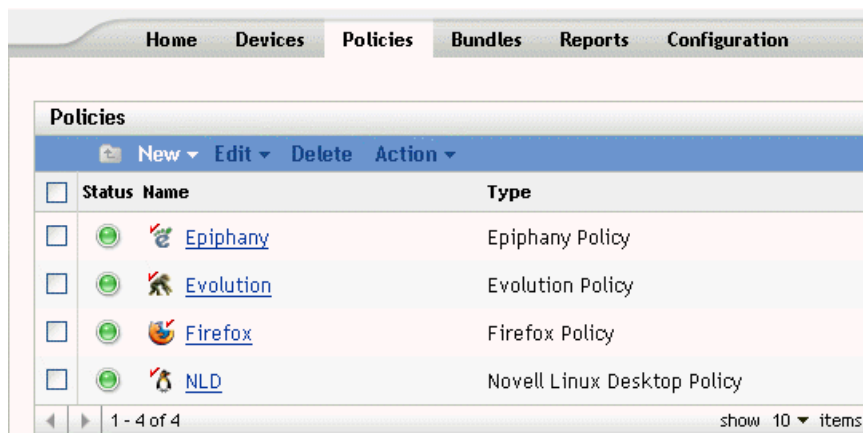 Home Devices Policies Bundles Reports Configuration
Policies
New Edit Delete Action
Status Name Type
Epiphany Epiphany Policy
Evolution Evolution Policy
Firefox Firefox Policy
NLD Novell Linux Desktop Policy
1 - 4 of 4 show 10 items